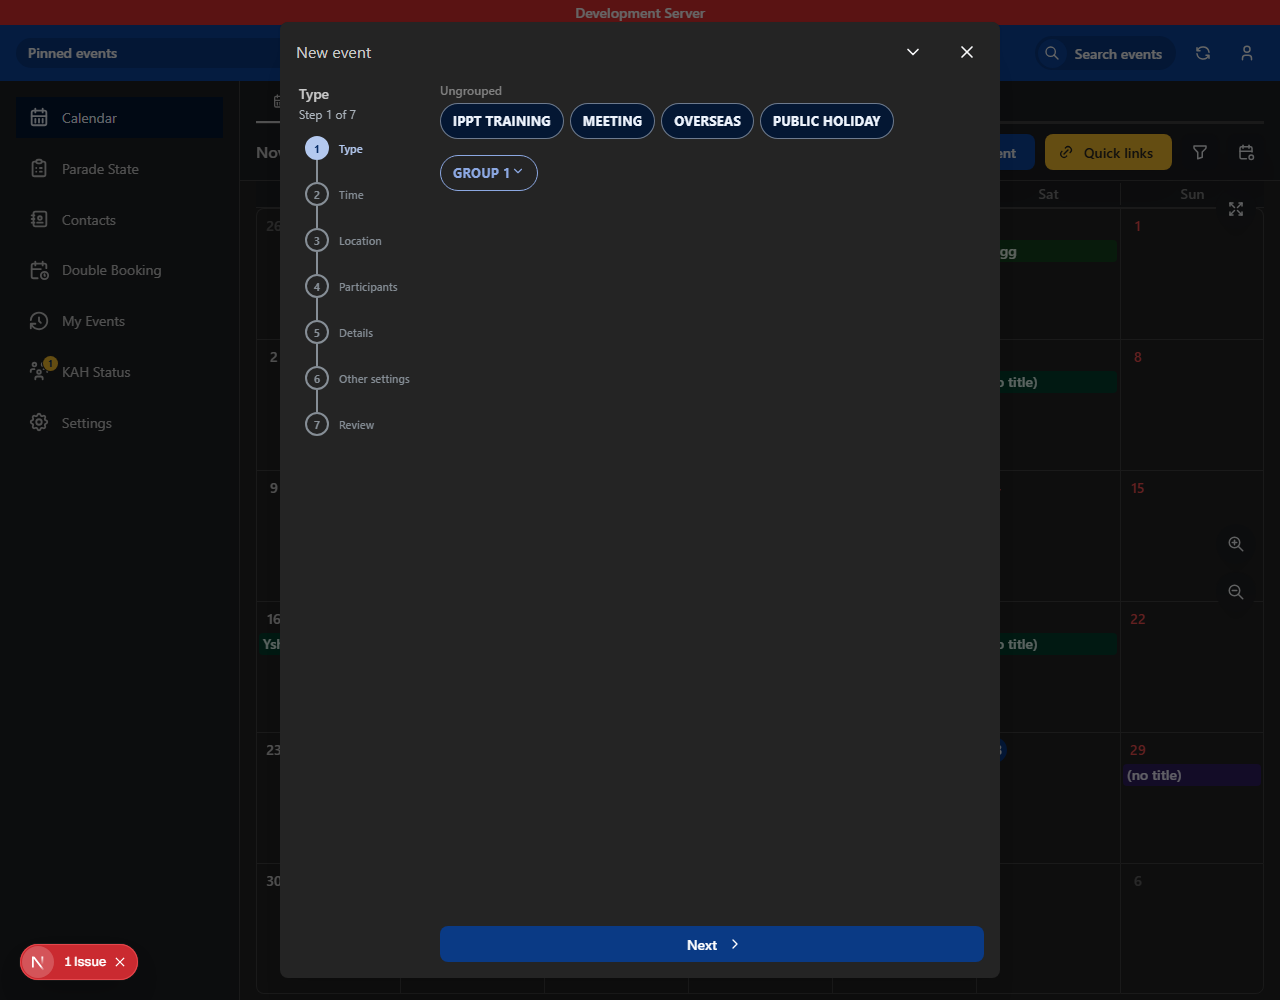 Development Server
Pinned events
Search events
Calendar
Parade State
Contacts
Double Booking
My Events
1
KAH Status
Settings
1 Issue
New event
Type
Step 1 of 7
1 Type
2 Time
3 Location
4 Participants
5 Details
6 Other settings
7 Review
Ungrouped
IPPT TRAINING
MEETING
OVERSEAS
PUBLIC HOLIDAY
GROUP 1
Next
Quick links
Sat
Sun
26
1
gg
2
8
title)
9
15
16
22
title)
23
29
(no title)
30
6